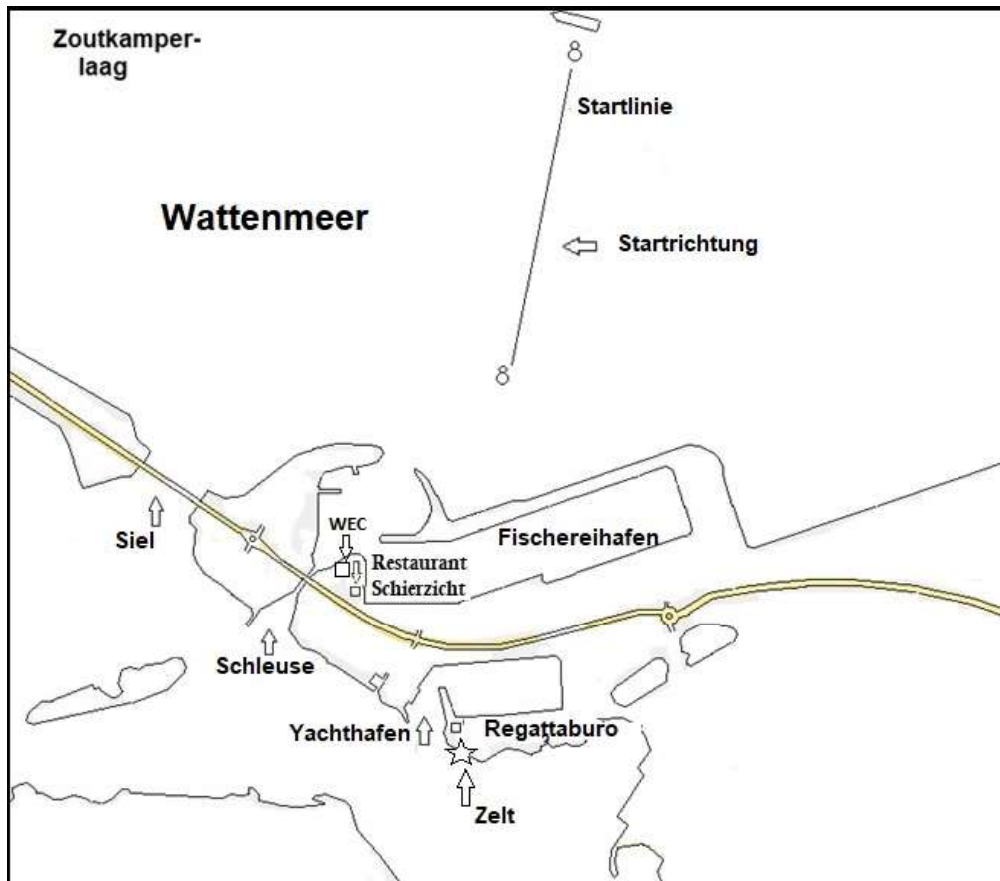 Zoutkamper-
laag
Startlinie
Wattenmeer
Startrichtung
WEC
Fischereihafen
Siel
Restaurant
Schierzicht
Schleuse
Yachthafen
Regattaburo
Zelt